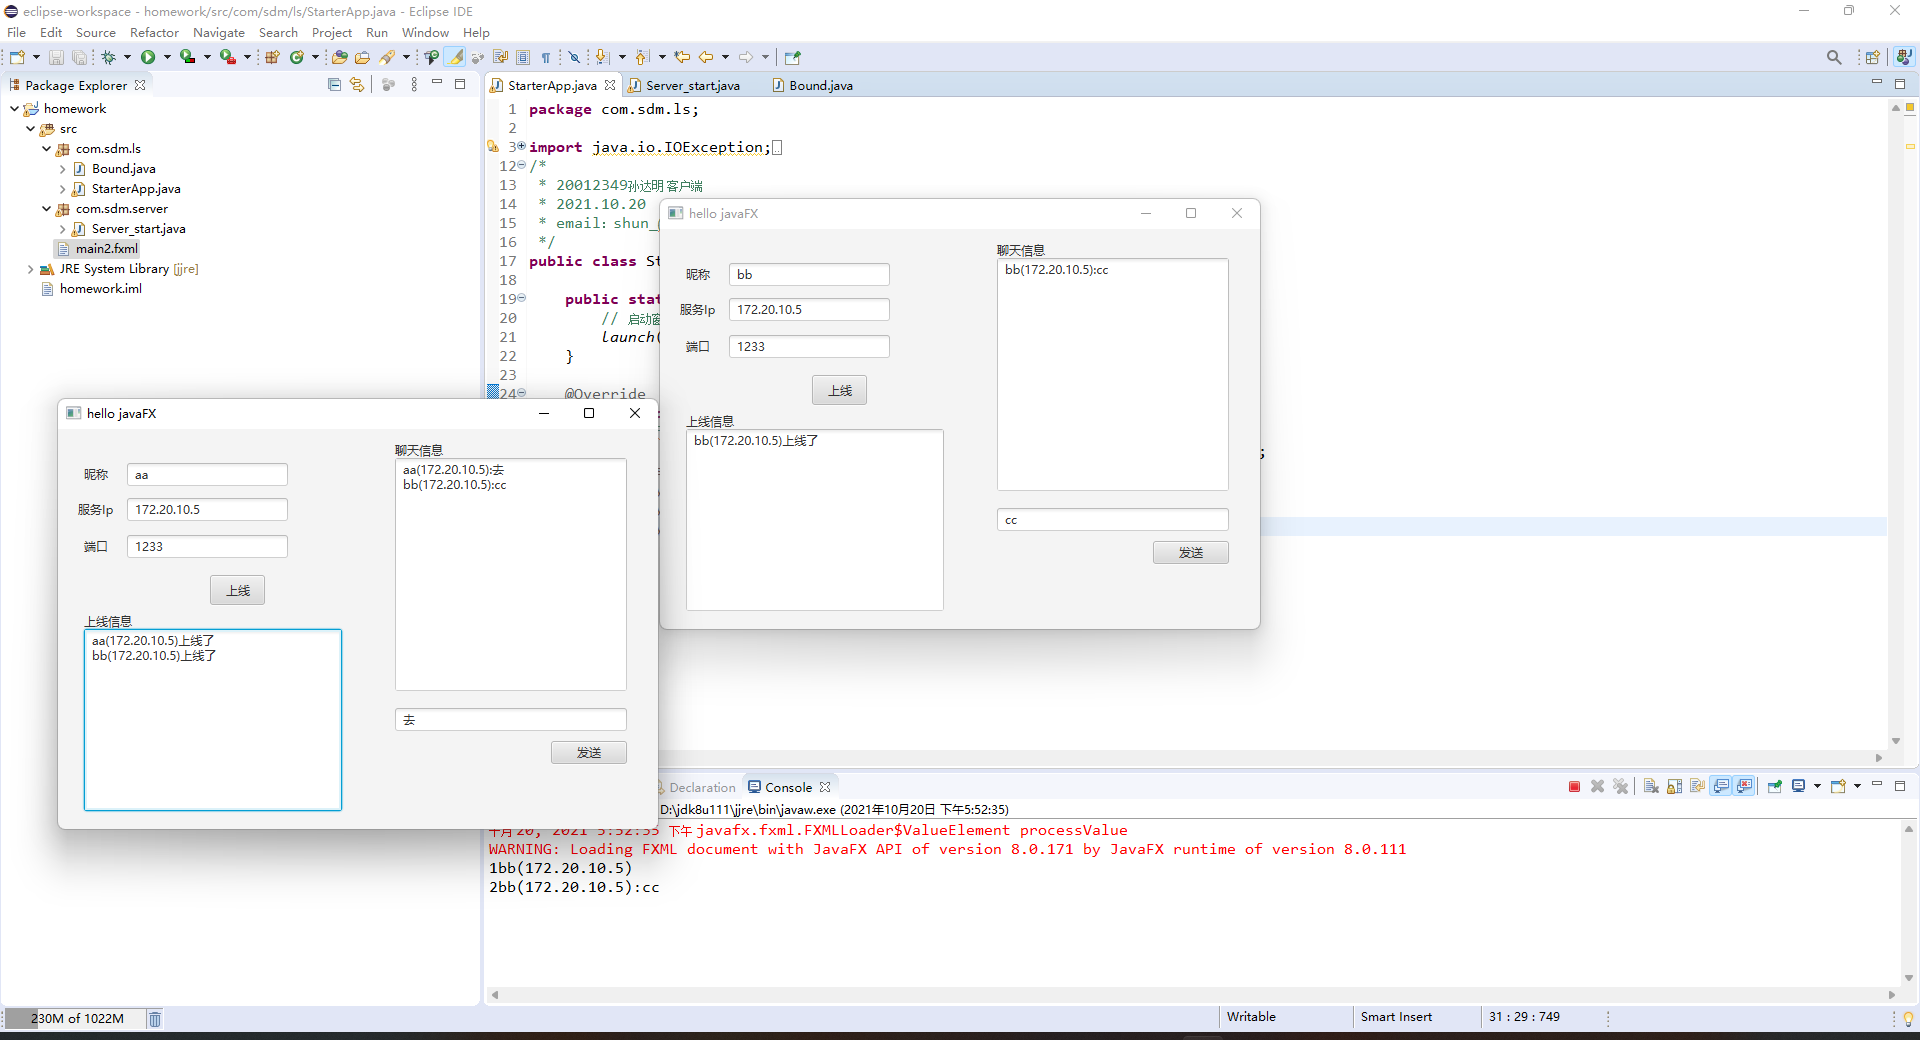 eclipse-workspace - homework/src/com/sdm/ls/StarterApp.java - Eclipse IDE
File Edit Source Refactor Navigate Search Project Run Window Help
Package Explorer
homework
src
com.sdm.ls
Bound.java
StarterApp.java
com.sdm.server
Server_start.java
main2.fxml
JRE System Library [jjre]
homework.iml
StarterApp.java Server_start.java Bound.java
1 package com.sdm.ls;
2
3 import java.io.IOException;
12 /*
13 * 20012349孙达明 客户端
14 * 2021.10.20
15 * email: shun_
16 */
17 public class St
18
19 public stat
20 // 启动窗
21 launch(
22 }
23
24 @Override
;
hello javaFX
昵称 bb
服务Ip 172.20.10.5
端口 1233
上线
上线信息
bb(172.20.10.5)上线了
聊天信息
bb(172.20.10.5):cc
cc
发送
hello javaFX
昵称 aa
服务Ip 172.20.10.5
端口 1233
上线
上线信息
aa(172.20.10.5)上线了
bb(172.20.10.5)上线了
聊天信息
aa(172.20.10.5):去
bb(172.20.10.5):cc
去
发送
Declaration Console
D:\jdk8u111\jjre\bin\javaw.exe (2021年10月20日 下午5:52:35)
十月 20, 2021 5:52:55 下午 javafx.fxml.FXMLLoader$ValueElement processValue
WARNING: Loading FXML document with JavaFX API of version 8.0.171 by JavaFX runtime of version 8.0.111
1bb(172.20.10.5)
2bb(172.20.10.5):cc
230M of 1022M
Writable Smart Insert 31 : 29 : 749